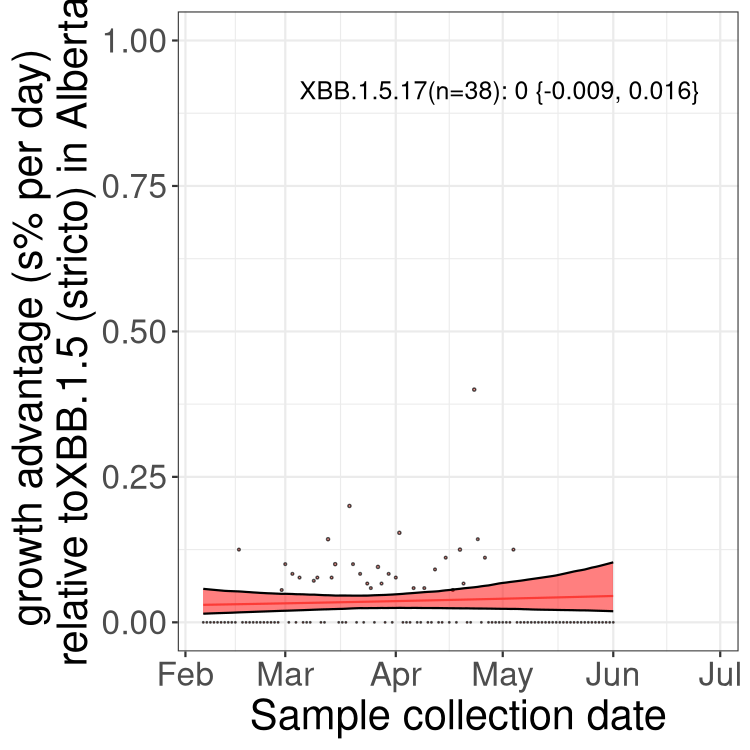 growth advantage (s% per day)
relative toXBB.1.5 (stricto) in Alberta
1.00
0.75
0.50
0.25
0.00
XBB.1.5.17(n=38): 0 {-0.009, 0.016}
Feb Mar Apr May Jun Jul
Sample collection date